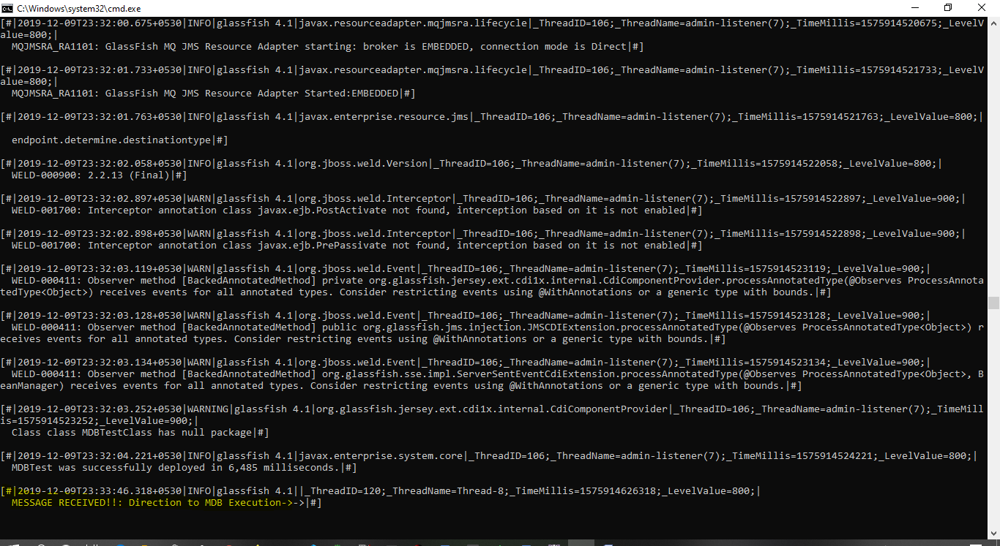 C:\Windows\system32\cmd.exe
[#|2019-12-09T23:32:00.675+0530|INFO|glassfish 4.1|javax.resourceadapter.mqjmsra.lifecycle|_ThreadID=106;_ThreadName=admin-listener(7);_TimeMillis=1575914520675;_LevelV
alue=800;|
MQJMSRA_RA1101: GlassFish MQ JMS Resource Adapter starting: broker is EMBEDDED, connection mode is Direct|#]
[#|2019-12-09T23:32:01.733+0530|INFO|glassfish 4.1|javax.resourceadapter.mqjmsra.lifecycle|_ThreadID=106;_ThreadName=admin-listener(7);_TimeMillis=1575914521733;_LevelV
alue=800;|
MQJMSRA_RA1101: GlassFish MQ JMS Resource Adapter Started:EMBEDDED|#]
[#|2019-12-09T23:32:01.763+0530|INFO|glassfish 4.1|javax.enterprise.resource.jms|_ThreadID=106;_ThreadName=admin-listener(7);_TimeMillis=1575914521763;_LevelValue=800;|
endpoint.determine.destinationtype|#]
[#|2019-12-09T23:32:02.058+0530|INFO|glassfish 4.1|org.jboss.weld.Version|_ThreadID=106;_ThreadName=admin-listener(7);_TimeMillis=1575914522058;_LevelValue=800;|
WELD-000900: 2.2.13 (Final)|#]
[#|2019-12-09T23:32:02.897+0530|WARN|glassfish 4.1|org.jboss.weld.Interceptor|_ThreadID=106;_ThreadName=admin-listener(7);_TimeMillis=1575914522897;_LevelValue=900;|
WELD-001700: Interceptor annotation class javax.ejb.PostActivate not found, interception based on it is not enabled|#]
[#|2019-12-09T23:32:02.898+0530|WARN|glassfish 4.1|org.jboss.weld.Interceptor|_ThreadID=106;_ThreadName=admin-listener(7);_TimeMillis=1575914522898;_LevelValue=900;|
WELD-001700: Interceptor annotation class javax.ejb.PrePassivate not found, interception based on it is not enabled|#]
[#|2019-12-09T23:32:03.119+0530|WARN|glassfish 4.1|org.jboss.weld.Event|_ThreadID=106;_ThreadName=admin-listener(7);_TimeMillis=1575914523119;_LevelValue=900;|
WELD-000411: Observer method [BackedAnnotatedMethod] private org.glassfish.jersey.ext.cdi1x.internal.CdiComponentProvider.processAnnotatedType(@Observes ProcessAnnota
tedType<Object>) receives events for all annotated types. Consider restricting events using @WithAnnotations or a generic type with bounds.|#]
[#|2019-12-09T23:32:03.128+0530|WARN|glassfish 4.1|org.jboss.weld.Event|_ThreadID=106;_ThreadName=admin-listener(7);_TimeMillis=1575914523128;_LevelValue=900;|
WELD-000411: Observer method [BackedAnnotatedMethod] public org.glassfish.jms.injection.JMSCDIExtension.processAnnotatedType(@Observes ProcessAnnotatedType<Object>) r
eceives events for all annotated types. Consider restricting events using @WithAnnotations or a generic type with bounds.|#]
[#|2019-12-09T23:32:03.134+0530|WARN|glassfish 4.1|org.jboss.weld.Event|_ThreadID=106;_ThreadName=admin-listener(7);_TimeMillis=1575914523134;_LevelValue=900;|
WELD-000411: Observer method [BackedAnnotatedMethod] org.glassfish.sse.impl.ServerSentEventCdiExtension.processAnnotatedType(@Observes ProcessAnnotatedType<Object>, B
eanManager) receives events for all annotated types. Consider restricting events using @WithAnnotations or a generic type with bounds.|#]
[#|2019-12-09T23:32:03.252+0530|WARNING|glassfish 4.1|org.glassfish.jersey.ext.cdi1x.internal.CdiComponentProvider|_ThreadID=106;_ThreadName=admin-listener(7);_TimeMill
is=1575914523252;_LevelValue=900;|
Class class MDBTestClass has null package|#]
[#|2019-12-09T23:32:04.221+0530|INFO|glassfish 4.1|javax.enterprise.system.core|_ThreadID=106;_ThreadName=admin-listener(7);_TimeMillis=1575914524221;_LevelValue=800;|
MDBTest was successfully deployed in 6,485 milliseconds.|#]
[#|2019-12-09T23:33:46.318+0530|INFO|glassfish 4.1||_ThreadID=120;_ThreadName=Thread-8;_TimeMillis=1575914626318;_LevelValue=800;|
MESSAGE RECEIVED!!: Direction to MDB Execution->->|#]